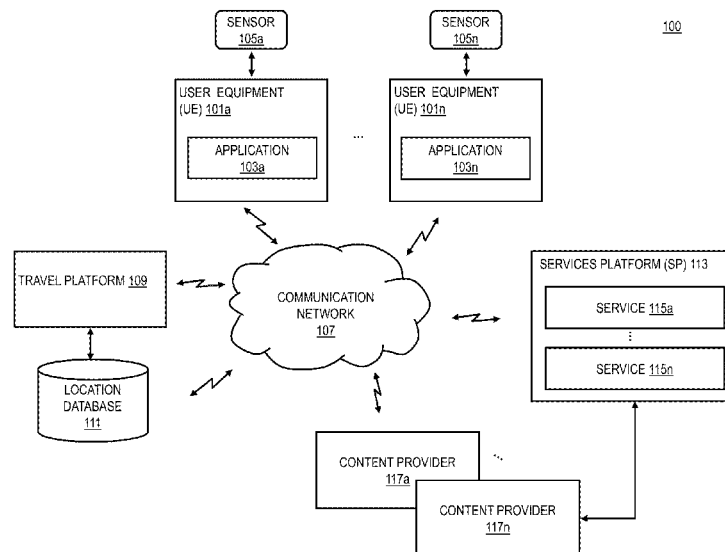 SENSOR
105a
SENSOR
105n
100
USER EQUIPMENT
(UE) 101a
APPLICATION
103a
...
USER EQUIPMENT
(UE) 101n
APPLICATION
103n
TRAVEL PLATFORM 109
LOCATION
DATABASE
111
COMMUNICATION
NETWORK
107
SERVICES PLATFORM (SP) 113
SERVICE 115a
...
SERVICE 115n
CONTENT PROVIDER
117a
...
CONTENT PROVIDER
117n